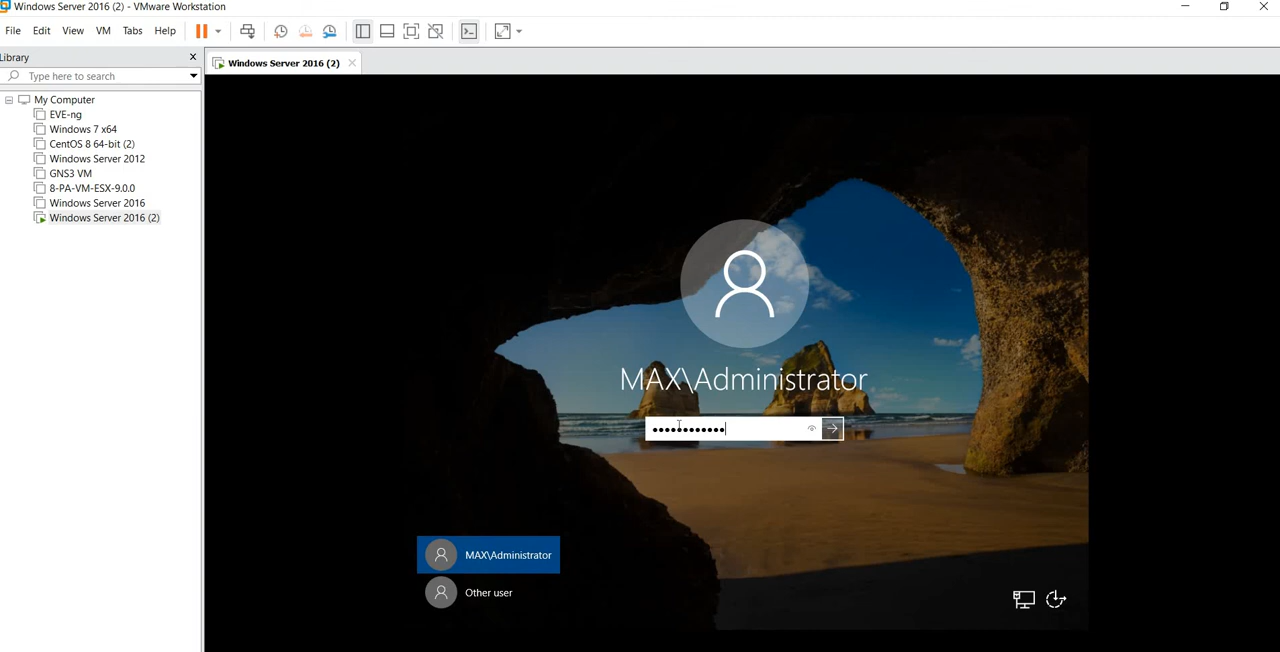 Windows Server 2016 (2) - VMware Workstation
File Edit View VM Tabs Help
Library
Type here to search
Windows Server 2016 (2)
My Computer
EVE-ng
Windows 7 x64
CentOS 8 64-bit (2)
Windows Server 2012
GNS3 VM
8-PA-VM-ESX-9.0.0
Windows Server 2016
Windows Server 2016 (2)
MAX\Administrator
••••••••••••
MAX\Administrator
Other user